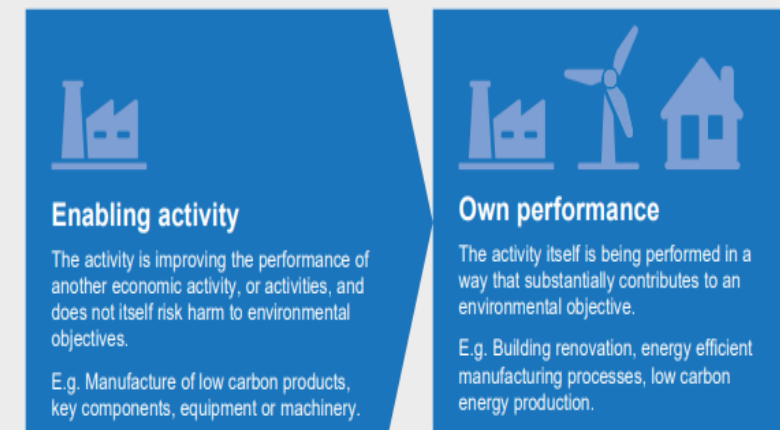 Enabling activity
The activity is improving the performance of
another economic activity, or activities, and
does not itself risk harm to environmental
objectives.
E.g. Manufacture of low carbon products,
key components, equipment or machinery.
Own performance
The activity itself is being performed in a
way that substantially contributes to an
environmental objective.
E.g. Building renovation, energy efficient
manufacturing processes, low carbon
energy production.